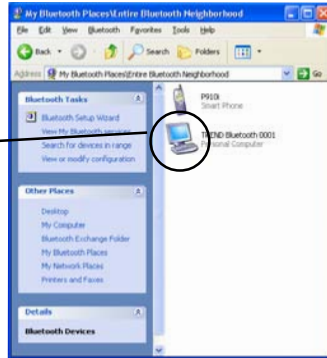 My Bluetooth Places\Entire Bluetooth Neighborhood
File Edit View Bluetooth Favorites Tools Help
Back Search Folders
Address My Bluetooth Places\Entire Bluetooth Neighborhood Go
Bluetooth Tasks
Bluetooth Setup Wizard
View My Bluetooth services
Search for devices in range
View or modify configuration
Other Places
Desktop
My Computer
Bluetooth Exchange Folder
My Bluetooth Places
My Network Places
Printers and Faxes
Details
Bluetooth Devices
P910i
Smart Phone
TREND Bluetooth 0001
Personal Computer